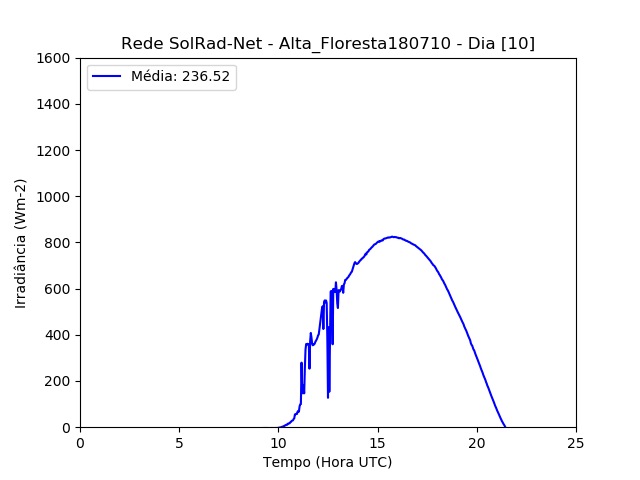 Rede SolRad-Net - Alta_Floresta180710 - Dia [10]
1600
Média: 236.52
1400
1200
1000
800
600
400
200
0
Irradiância (Wm-2)
0 5 10 15 20 25
Tempo (Hora UTC)